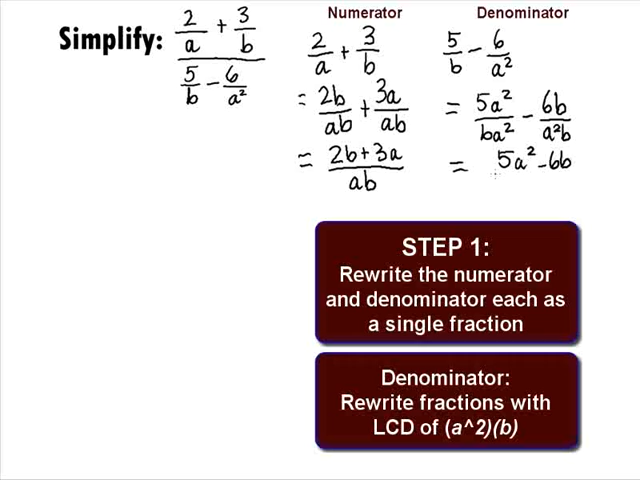 Simplify: (2/a + 3/b)/(5/b - 6/a²)
Numerator
2/a + 3/b
= 2b/ab + 3a/ab
= (2b+3a)/ab
Denominator
5/b - 6/a²
= 5a²/ba² - 6b/a²b
= 5a² - 6b
STEP 1:
Rewrite the numerator
and denominator each as
a single fraction
Denominator:
Rewrite fractions with
LCD of (a^2)(b)